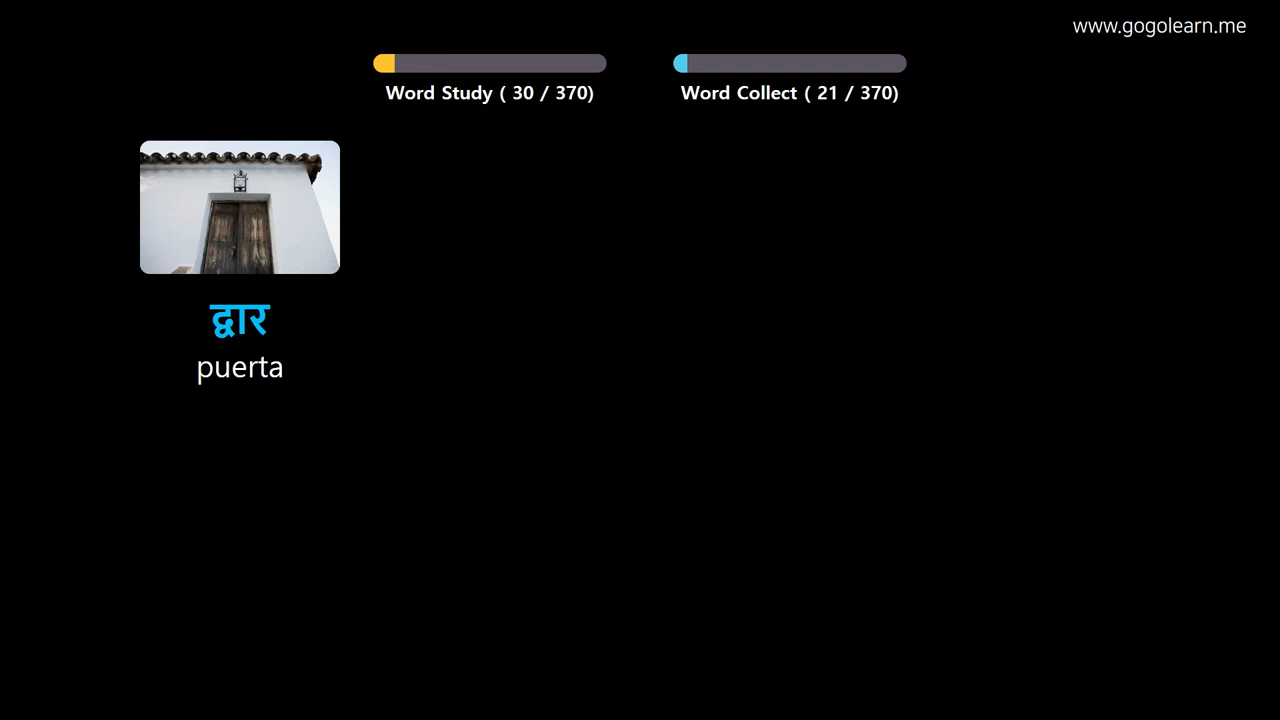 www.gogolearn.me
Word Study ( 30 / 370)
Word Collect ( 21 / 370)
द्वार
puerta